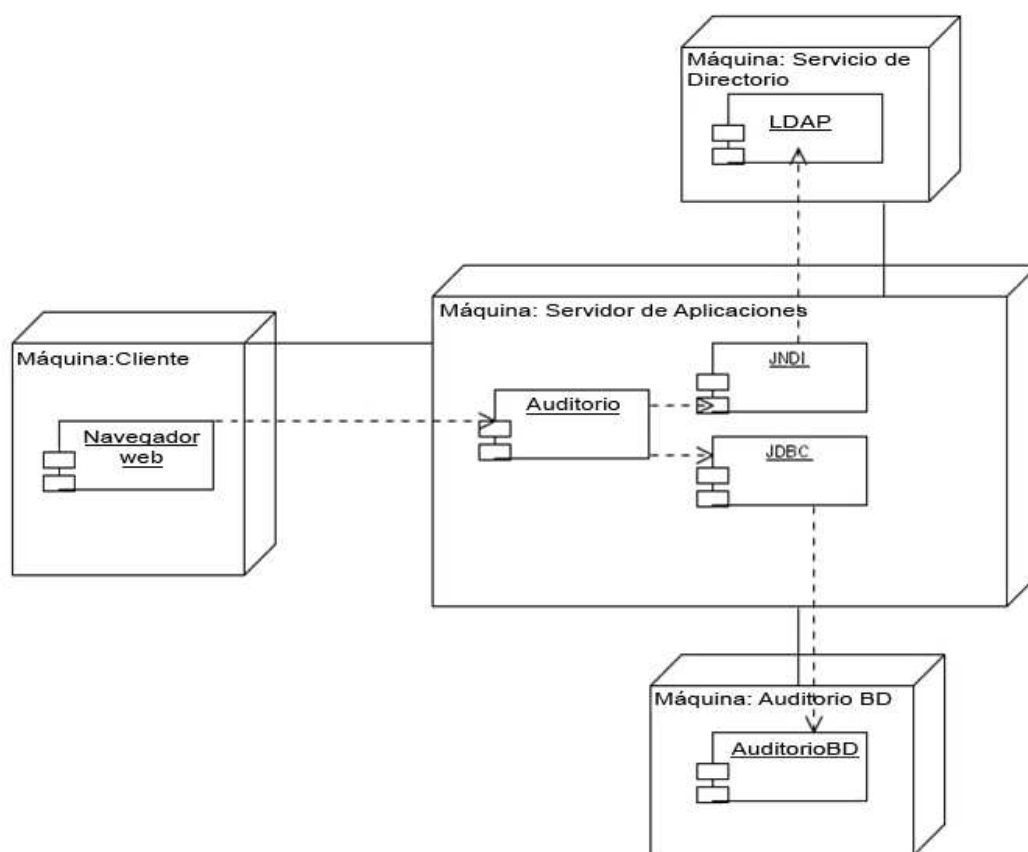 Máquina: Servicio de
Directorio
LDAP
Máquina: Servidor de Aplicaciones
Máquina:Cliente
JNDI
Auditorio
Navegador
web
JDBC
Máquina: Auditorio BD
AuditorioBD